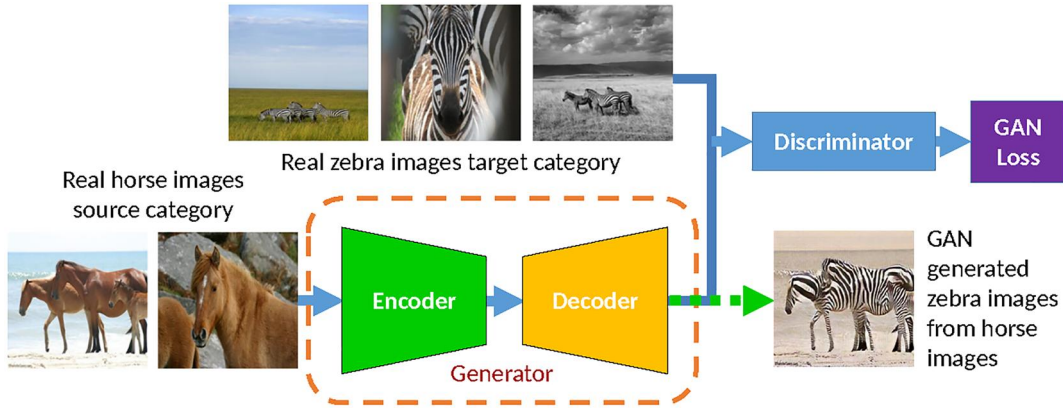 Real zebra images target category
Discriminator
GAN
Loss
Real horse images
source category
Encoder
Decoder
Generator
GAN
generated
zebra images
from horse
images